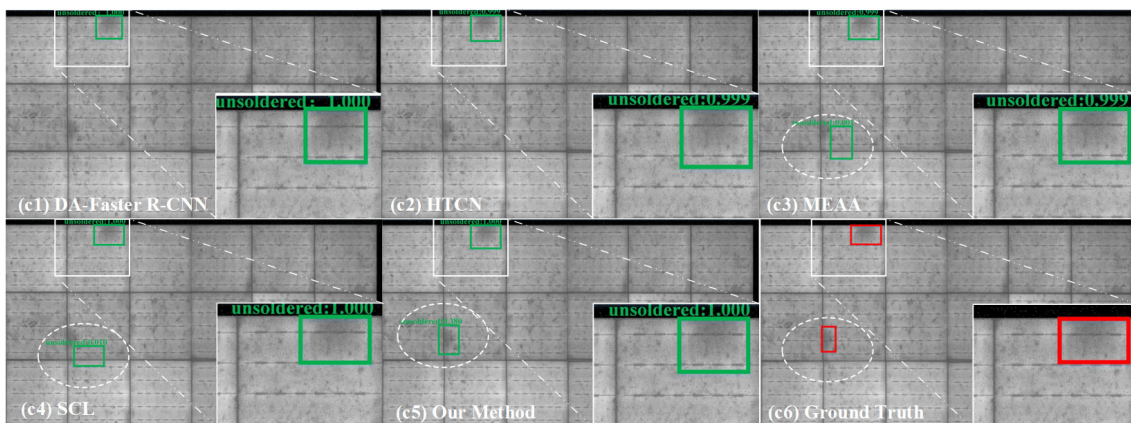 unsoldered: 1.000
unsoldered: 1.000
(c1) DA-Faster R-CNN
unsoldered:0.999
unsoldered:0.999
(c2) HTCN
unsoldered:0.999
unsoldered:0.999
(c3) MEAA
unsoldered:1.000
unsoldered:1.000
(c4) SCL
unsoldered:1.000
unsoldered:1.000
(c5) Our Method
(c6) Ground Truth